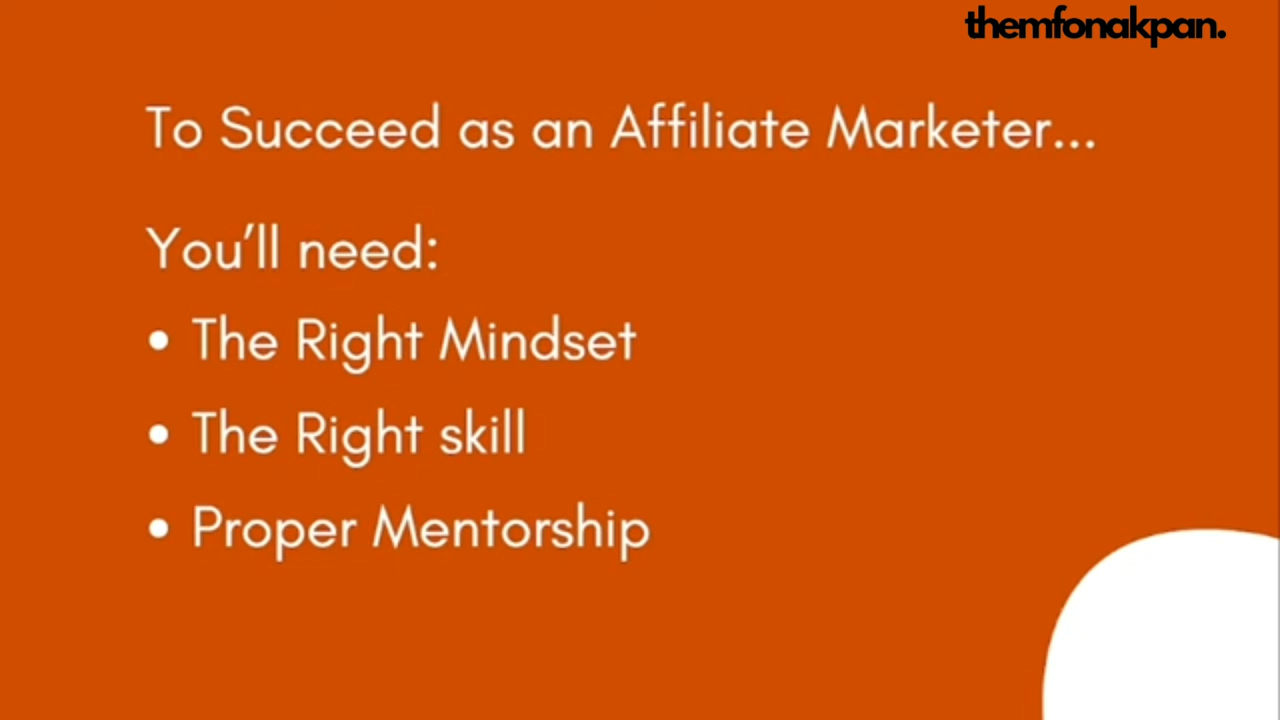 themfonakpan.
To Succeed as an Affiliate Marketer...
You'll need:
• The Right Mindset
• The Right skill
• Proper Mentorship